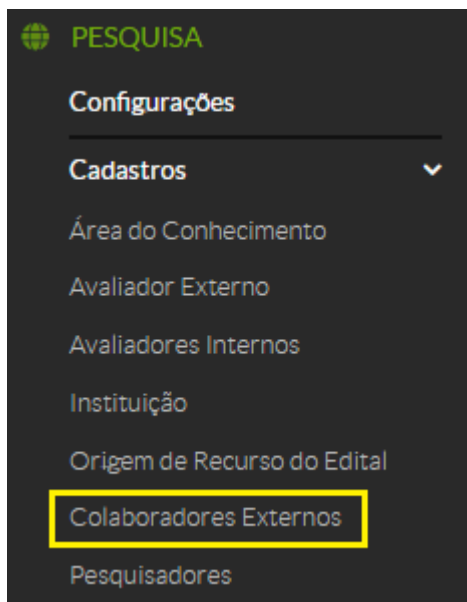 PESQUISA
Configurações
Cadastros
Área do Conhecimento
Avaliador Externo
Avaliadores Internos
Instituição
Origem de Recurso do Edital
Colaboradores Externos
Pesquisadores